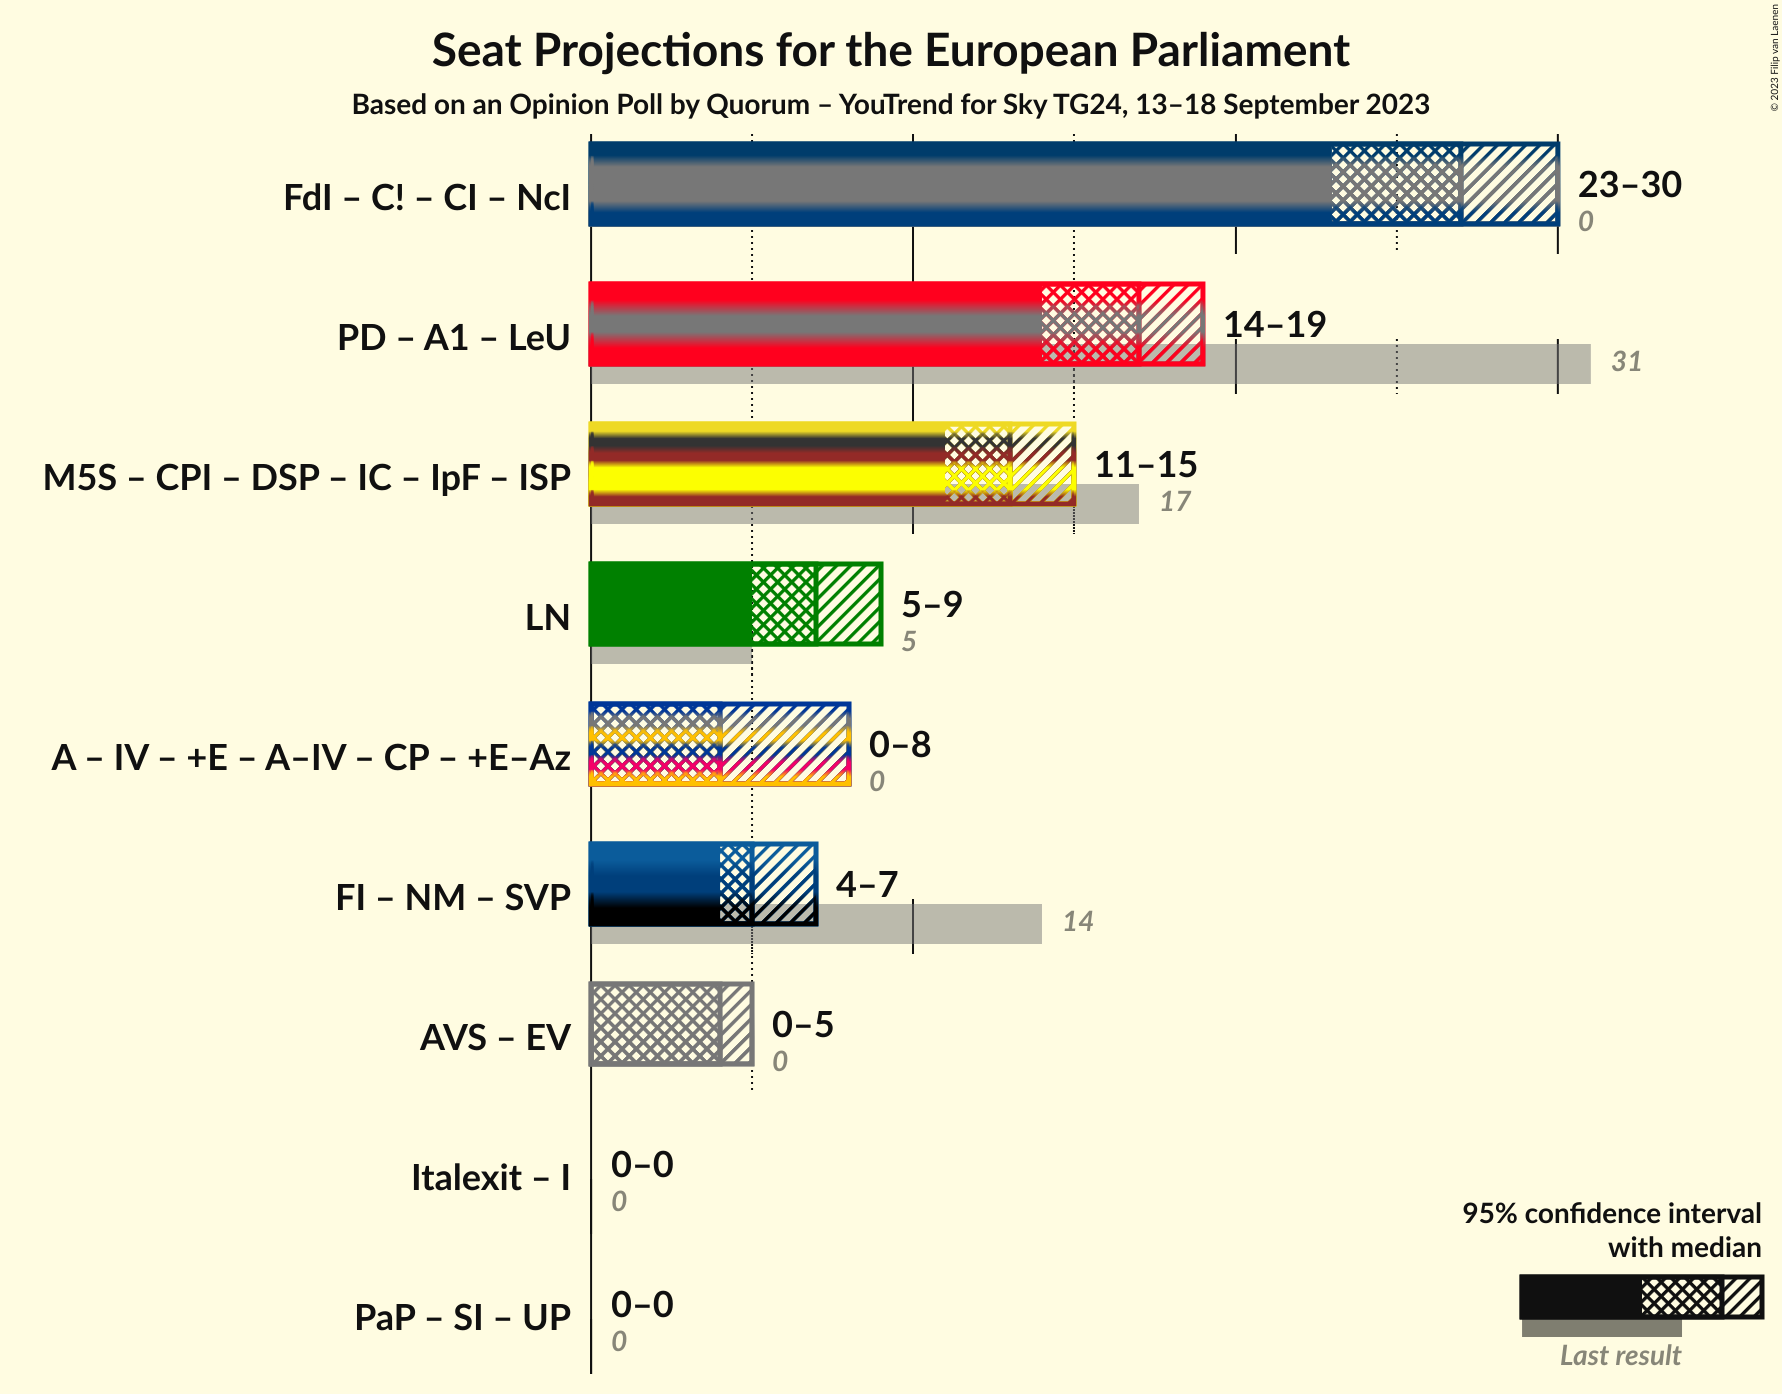 Seat Projections for the European Parliament
Based on an Opinion Poll by Quorum – YouTrend for Sky TG24, 13–18 September 2023
© 2023 Filip van Laenen
FdI – C! – CI – NcI
23–30
0
PD – A1 – LeU
14–19
31
M5S – CPI – DSP – IC – IpF – ISP
11–15
17
LN
5–9
5
A – IV – +E – A–IV – CP – +E–Az
0–8
0
FI – NM – SVP
4–7
14
AVS – EV
0–5
0
Italexit – I
0–0
0
PaP – SI – UP
0–0
0
95% confidence interval
with median
Last result